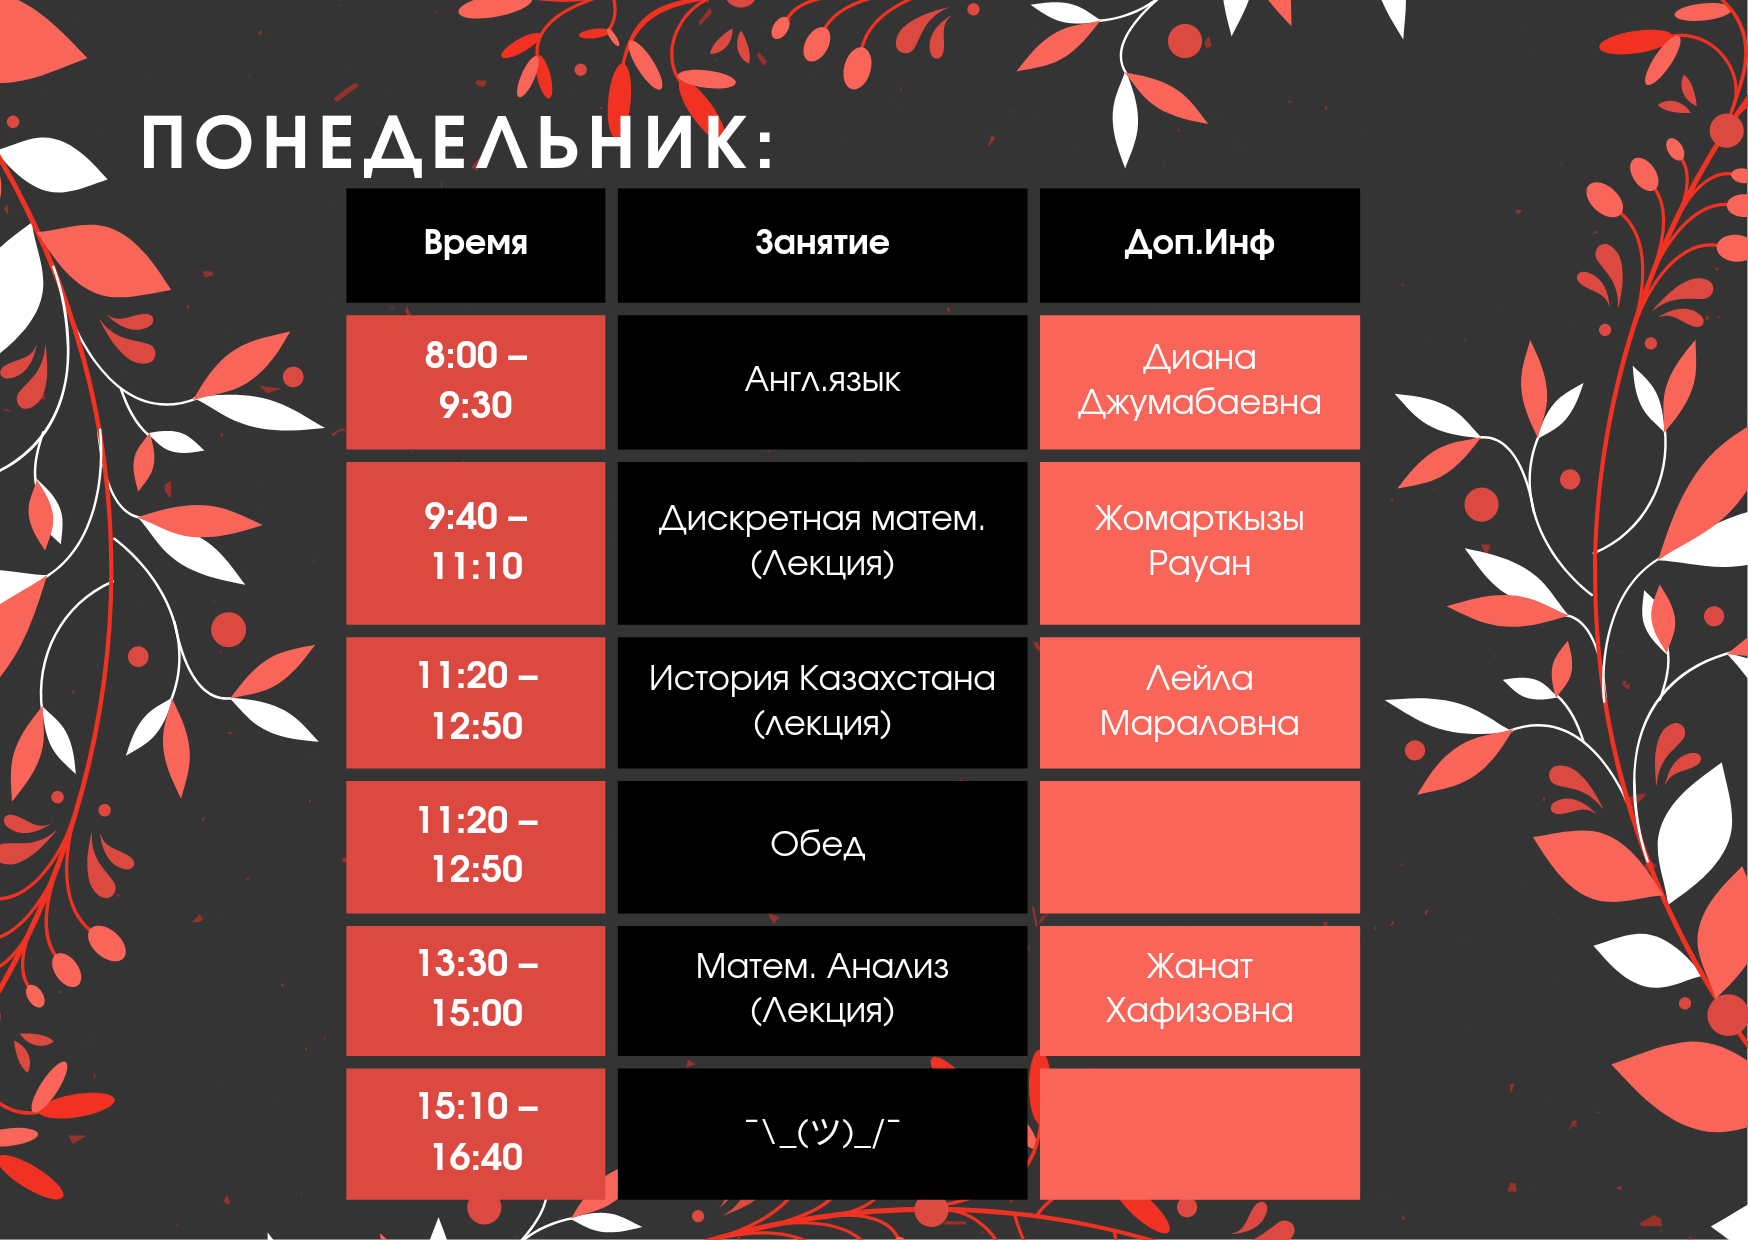 ПОНЕДЕЛЬНИК:
Время Занятие Доп.Инф
8:00 –
9:30
Англ.язык
Диана
Джумабаевна
9:40 –
11:10
Дискретная матем.
(Лекция)
Жомарткызы
Рауан
11:20 –
12:50
История Казахстана
(лекция)
Лейла
Мараловна
11:20 –
12:50
Обед
13:30 –
15:00
Матем. Анализ
(Лекция)
Жанат
Хафизовна
15:10 –
16:40
¯\_(ツ)_/¯